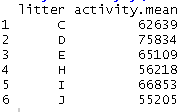 litter activity.mean
1 C 62639
2 D 75834
3 E 65109
4 H 56218
5 I 66853
6 J 55205